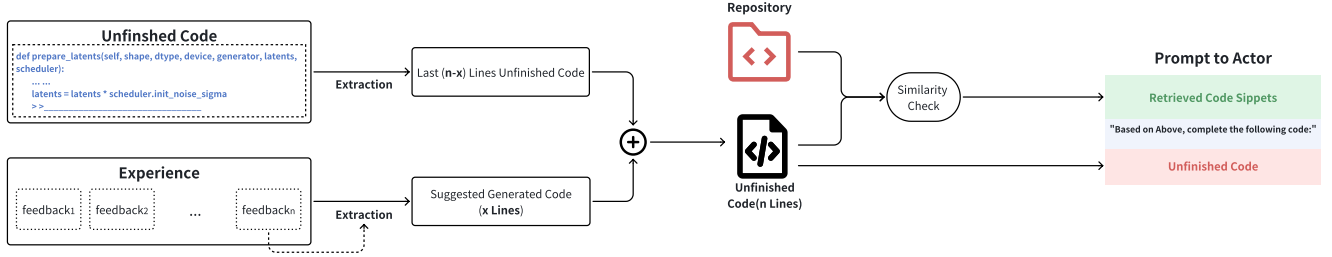 Unfinshed Code
def prepare_latents(self, shape, dtype, device, generator, latents,
scheduler):
... ...
latents = latents * scheduler.init_noise_sigma
> >____________________________
Extraction
Last (n-x) Lines Unfinished Code
Experience
feedback1
feedback2
...
feedbackn
Extraction
Suggested Generated Code
(x Lines)
Repository
Unfinished
Code(n Lines)
Similarity
Check
Prompt to Actor
Retrieved Code Sippets
"Based on Above, complete the following code:"
Unfinished Code